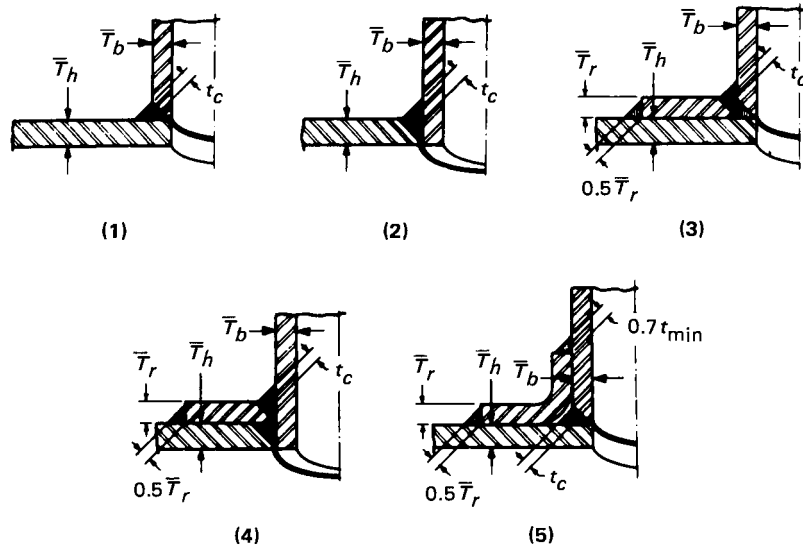 T̅b
T̅h
tc
(1)
T̅b
T̅h
tc
(2)
T̅b
T̅r
T̅h
tc
0.5T̅r
(3)
T̅b
T̅r
T̅h
tc
0.5T̅r
(4)
0.7tmin
T̅r
T̅h
T̅b
0.5T̅r
tc
(5)